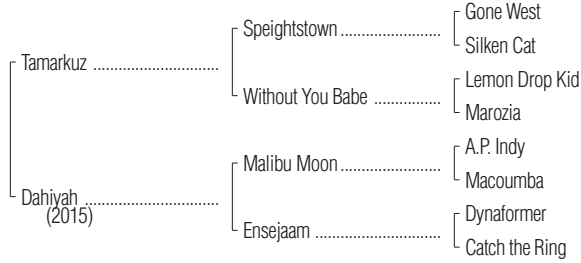 Gone West
Speightstown
Silken Cat
Tamarkuz
Lemon Drop Kid
Without You Babe
Marozia
A.P. Indy
Malibu Moon
Macoumba
Dahiyah
(2015)
Dynaformer
Ensejaam
Catch the Ring